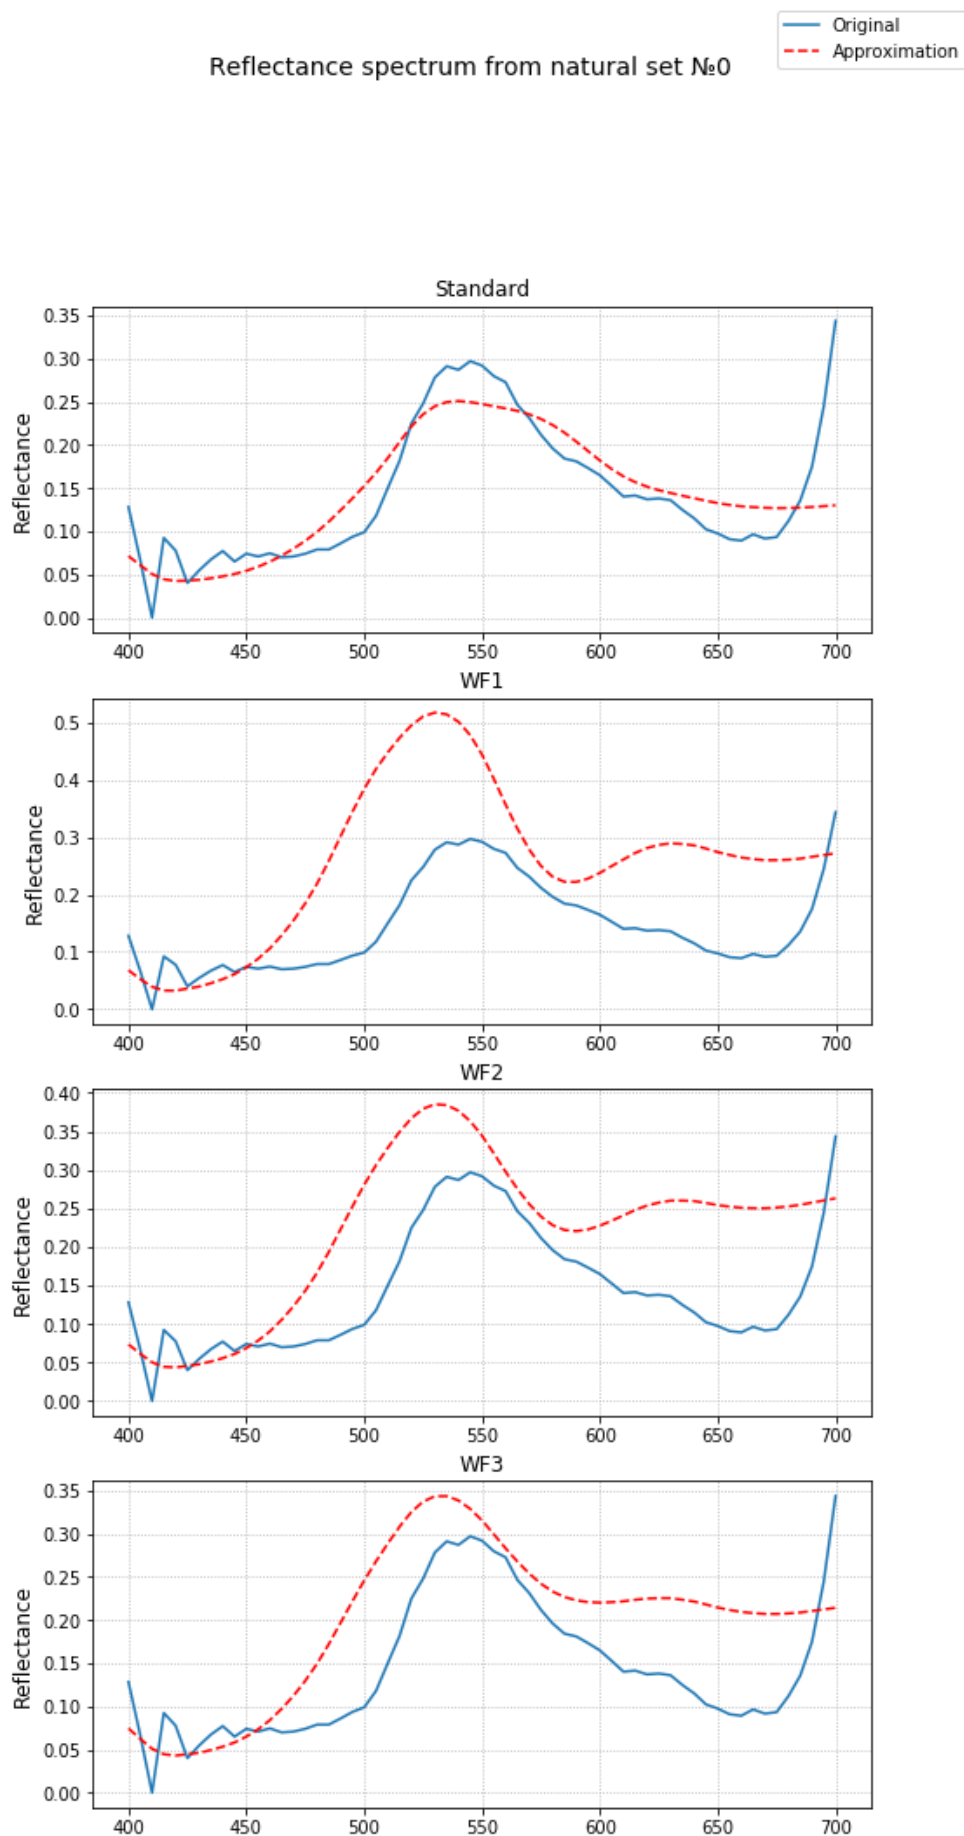 Original
Approximation
Reflectance spectrum from natural set №0
Standard
0.35
0.30
0.25
0.20
0.15
0.10
0.05
0.00
Reflectance
400 450 500 550 600 650 700
WF1
0.5
0.4
0.3
0.2
0.1
0.0
Reflectance
400 450 500 550 600 650 700
WF2
0.40
0.35
0.30
0.25
0.20
0.15
0.10
0.05
0.00
Reflectance
400 450 500 550 600 650 700
WF3
0.35
0.30
0.25
0.20
0.15
0.10
0.05
0.00
Reflectance
400 450 500 550 600 650 700